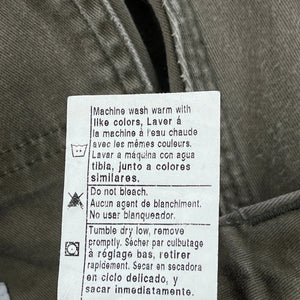 Machine wash warm with
like colors, Laver á
la machine á l'eau chaude
avec les mêmes couleurs.
Lavar a máquina con agua
tibia, junto a colores
similares.
Do not bleach.
Aucun agent de blanchiment.
No usar blanqueador.
Tumble dry low, remove
promptly. Sécher par culbutage
á réglage bas, retirer
rapidement. Secar en secadora
en ciclo delicado, y
sacar inmediatamente.